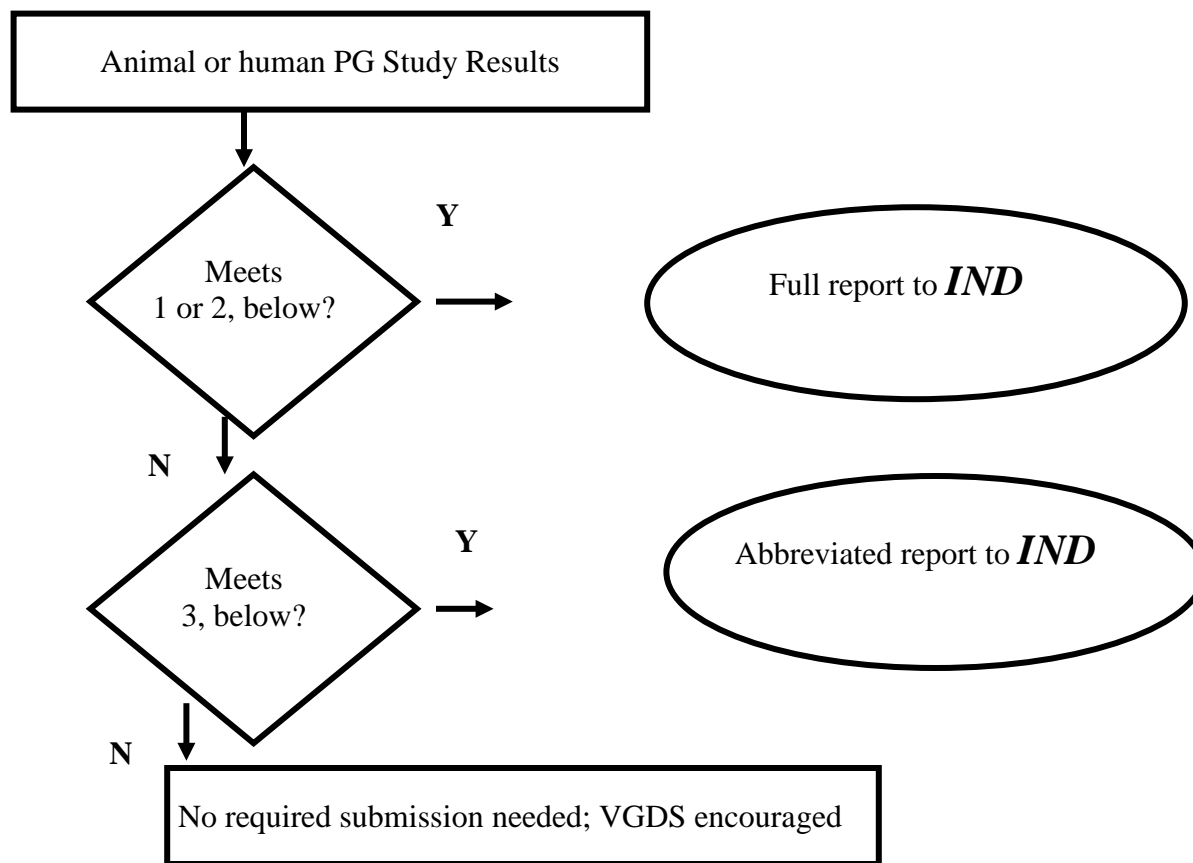 Animal or human PG Study Results
Y
Meets
1 or 2, below?
Full report to IND
N
Y
Meets
3, below?
Abbreviated report to IND
N
No required submission needed; VGDS encouraged